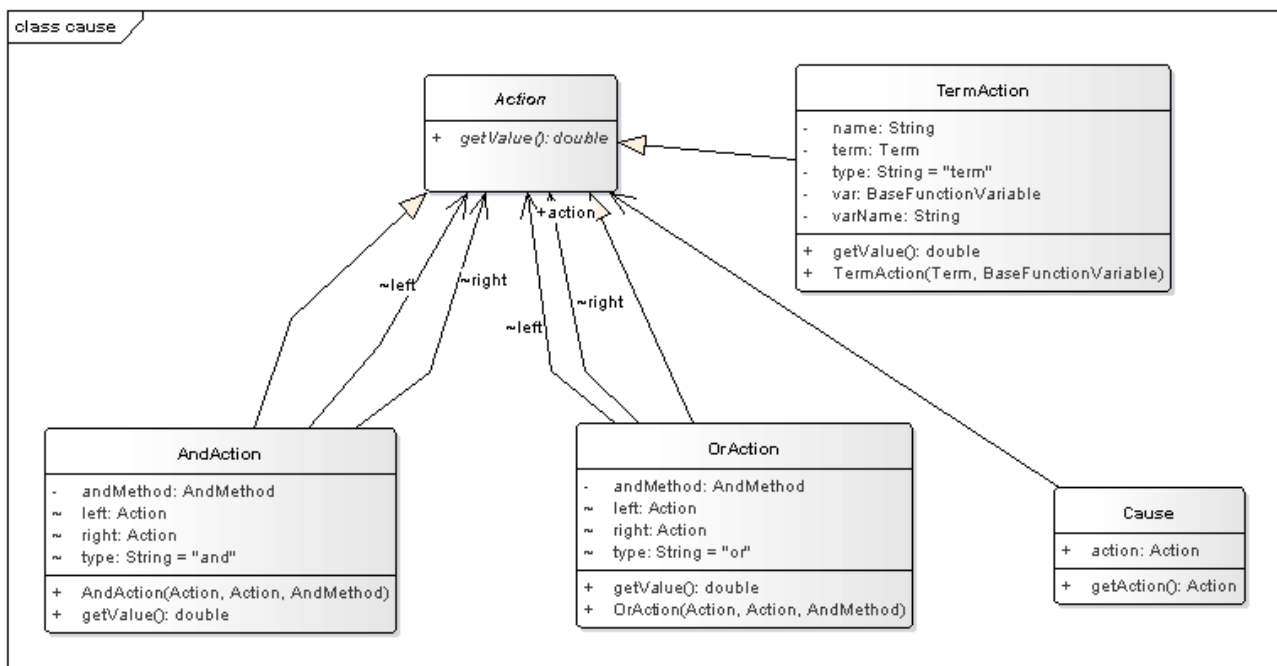 class cause
Action
+ getValue(): double
TermAction
- name: String
- term: Term
- type: String = "term"
- var: BaseFunctionVariable
- varName: String
+ getValue(): double
+ TermAction(Term, BaseFunctionVariable)
+action
~left
~right
~left
~right
AndAction
- andMethod: AndMethod
~ left: Action
~ right: Action
~ type: String = "and"
+ AndAction(Action, Action, AndMethod)
+ getValue(): double
OrAction
- andMethod: AndMethod
~ left: Action
~ right: Action
~ type: String = "or"
+ getValue(): double
+ OrAction(Action, Action, AndMethod)
Cause
+ action: Action
+ getAction(): Action